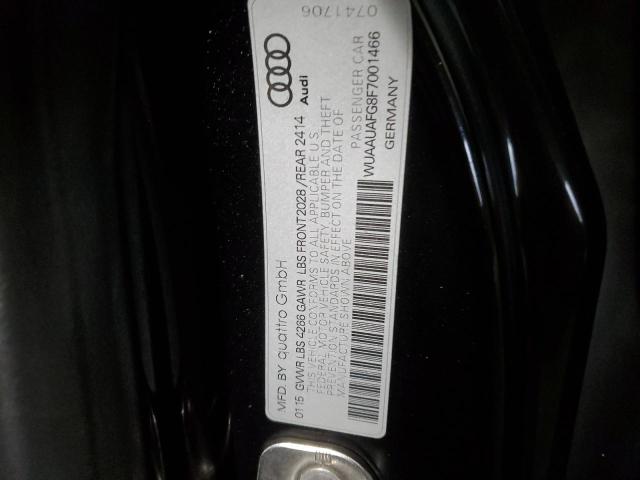 MFD. BY quattro GmbH
0115 GVWR LBS 4266 GAWR LBS FRONT 2028/REAR 2414
THIS VEHICLE CONFORMS TO ALL APPLICABLE U.S.
FEDERAL MOTOR VEHICLE SAFETY, BUMPER AND THEFT
PREVENTION STANDARDS IN EFFECT ON THE DATE OF
MANUFACTURE SHOWN ABOVE
PASSENGER CAR
WUAAUAFG8F7001466
GERMANY
Audi
0741706